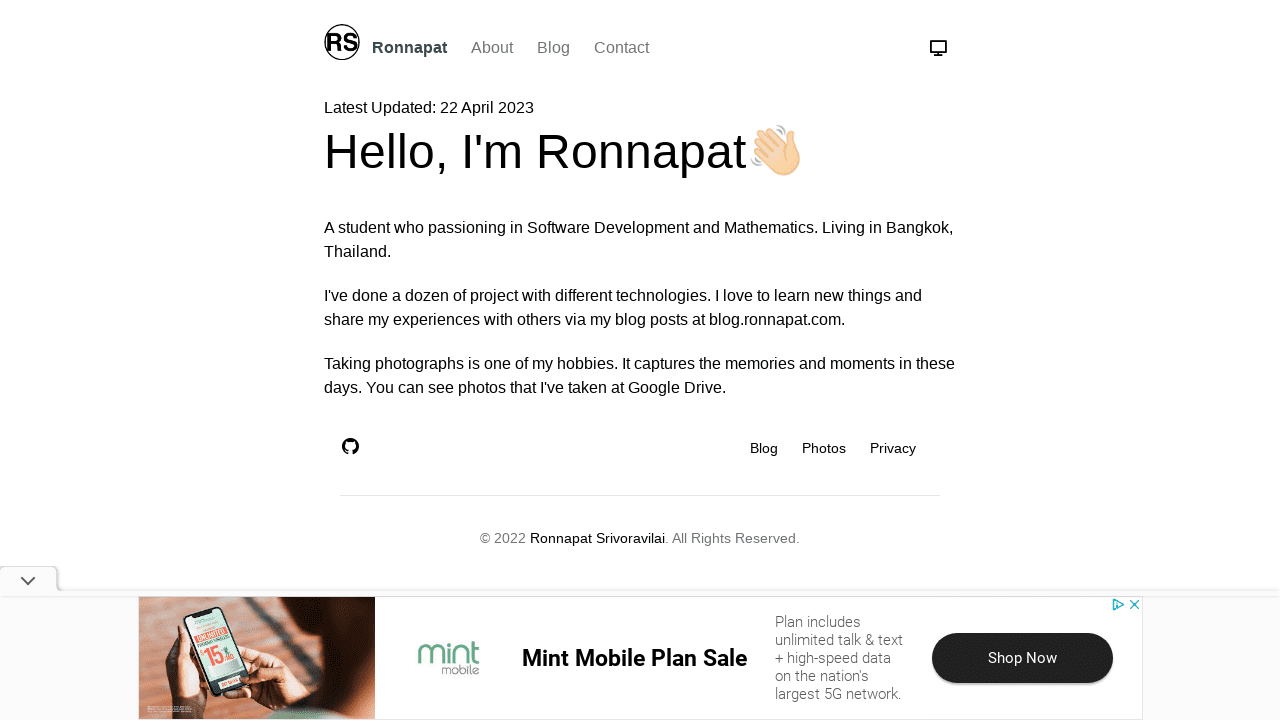 RS
Ronnapat About Blog Contact
Latest Updated: 22 April 2023
Hello, I'm Ronnapat👋🏻
A student who passioning in Software Development and Mathematics. Living in Bangkok,
Thailand.
I've done a dozen of project with different technologies. I love to learn new things and
share my experiences with others via my blog posts at blog.ronnapat.com.
Taking photographs is one of my hobbies. It captures the memories and moments in these
days. You can see photos that I've taken at Google Drive.
Blog Photos Privacy
© 2022 Ronnapat Srivoravilai. All Rights Reserved.
UNLIMITED
$15
mint
mobile
Mint Mobile Plan Sale
Plan includes
unlimited talk & text
+ high-speed data
on the nation's
largest 5G network.
Shop Now